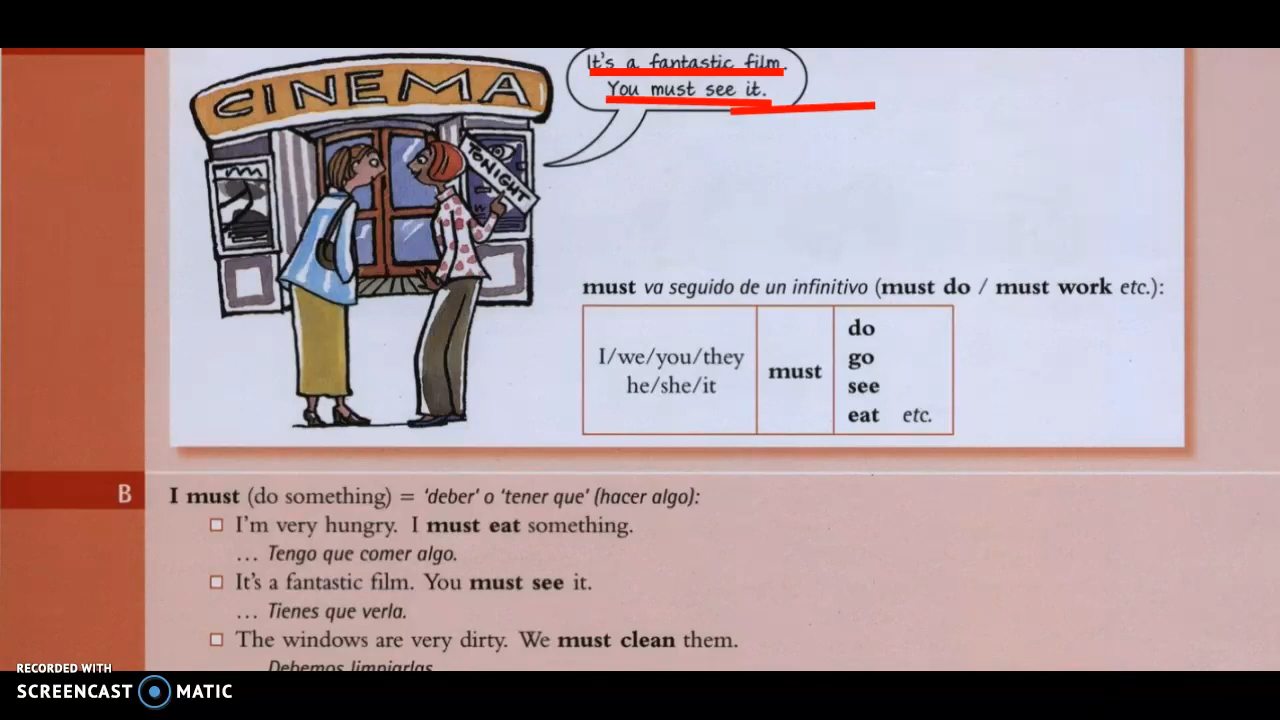 It's a fantastic film.
You must see it.
CINEMA
TONIGHT
must va seguido de un infinitivo (must do / must work etc.):
I/we/you/they
he/she/it
must
do
go
see
eat etc.
B
I must (do something) = 'deber' o 'tener que' (hacer algo):
I'm very hungry. I must eat something.
... Tengo que comer algo.
It's a fantastic film. You must see it.
... Tienes que verla.
The windows are very dirty. We must clean them.
Debemos limpiarlas
RECORDED WITH
SCREENCAST MATIC